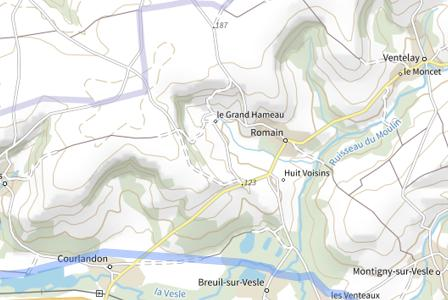 187
Ventelay
le Moncet
le Grand Hameau
Romain
Ruisseau du Moulin
Huit Voisins
s
123
Courlandon
la Vesle
Breuil-sur-Vesle
Montigny-sur-Vesle
les Venteaux